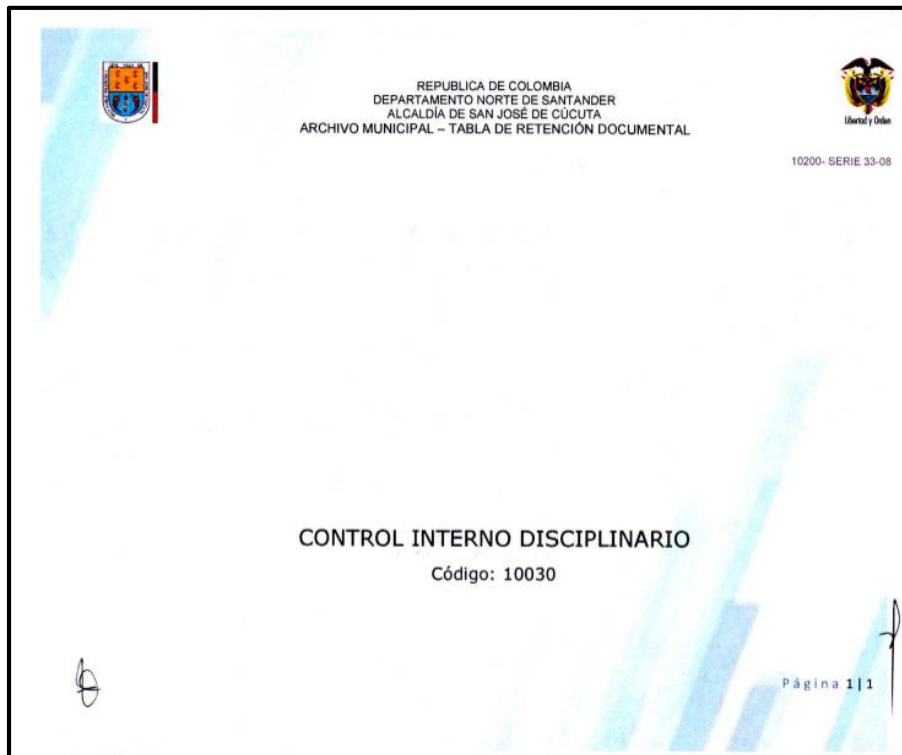 REPUBLICA DE COLOMBIA
DEPARTAMENTO NORTE DE SANTANDER
ALCALDÍA DE SAN JOSÉ DE CÚCUTA
ARCHIVO MUNICIPAL – TABLA DE RETENCIÓN DOCUMENTAL
Libertad y Orden
10200- SERIE 33-08
CONTROL INTERNO DISCIPLINARIO
Código: 10030
Página 1|1